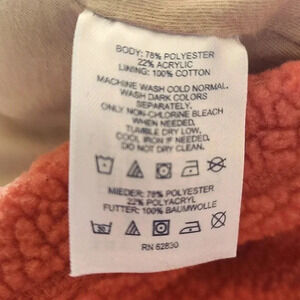 BODY: 78% POLYESTER
22% ACRYLIC
LINING: 100% COTTON
MACHINE WASH COLD NORMAL.
WASH DARK COLORS
SEPARATELY.
ONLY NON-CHLORINE BLEACH
WHEN NEEDED.
TUMBLE DRY LOW.
COOL IRON IF NEEDED.
DO NOT DRY CLEAN.
MIEDER: 78% POLYESTER
22% POLYACRYL
FUTTER: 100% BAUMWOLLE
RN 62830